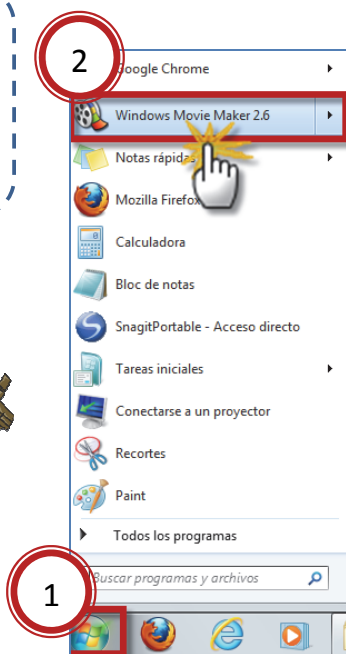 2
Google Chrome
Windows Movie Maker 2.6
Notas rápidas
Mozilla Firefox
Calculadora
Bloc de notas
SnagitPortable - Acceso directo
Tareas iniciales
Conectarse a un proyector
Recortes
Paint
Todos los programas
Buscar programas y archivos
1